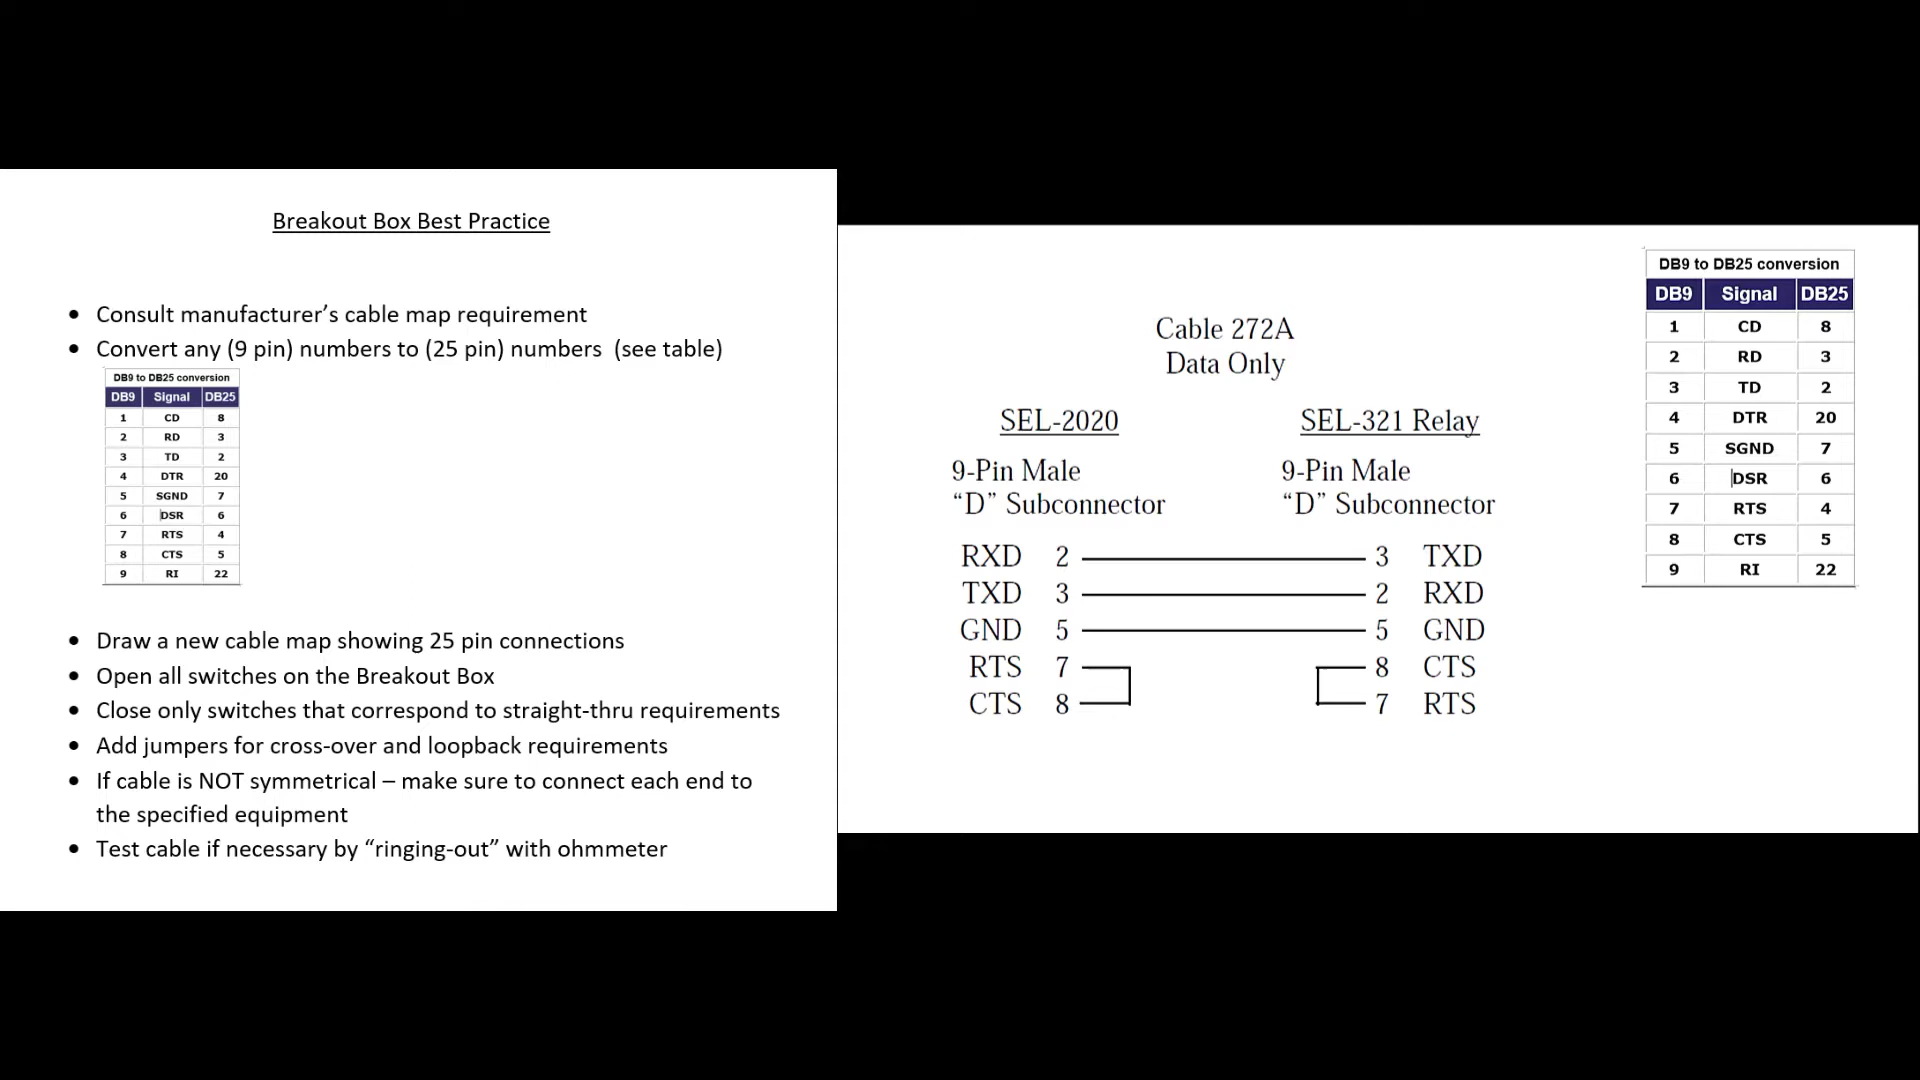 Breakout Box Best Practice
• Consult manufacturer’s cable map requirement
• Convert any (9 pin) numbers to (25 pin) numbers (see table)
DB9 to DB25 conversion
DB9 Signal DB25
1 CD 8
2 RD 3
3 TD 2
4 DTR 20
5 SGND 7
6 DSR 6
7 RTS 4
8 CTS 5
9 RI 22
• Draw a new cable map showing 25 pin connections
• Open all switches on the Breakout Box
• Close only switches that correspond to straight-thru requirements
• Add jumpers for cross-over and loopback requirements
• If cable is NOT symmetrical – make sure to connect each end to
the specified equipment
• Test cable if necessary by “ringing-out” with ohmmeter
Cable 272A
Data Only
SEL-2020 SEL-321 Relay
9-Pin Male 9-Pin Male
“D” Subconnector “D” Subconnector
RXD 2 3 TXD
TXD 3 2 RXD
GND 5 5 GND
RTS 7 8 CTS
CTS 8 7 RTS
DB9 to DB25 conversion
DB9 Signal DB25
1 CD 8
2 RD 3
3 TD 2
4 DTR 20
5 SGND 7
6 DSR 6
7 RTS 4
8 CTS 5
9 RI 22